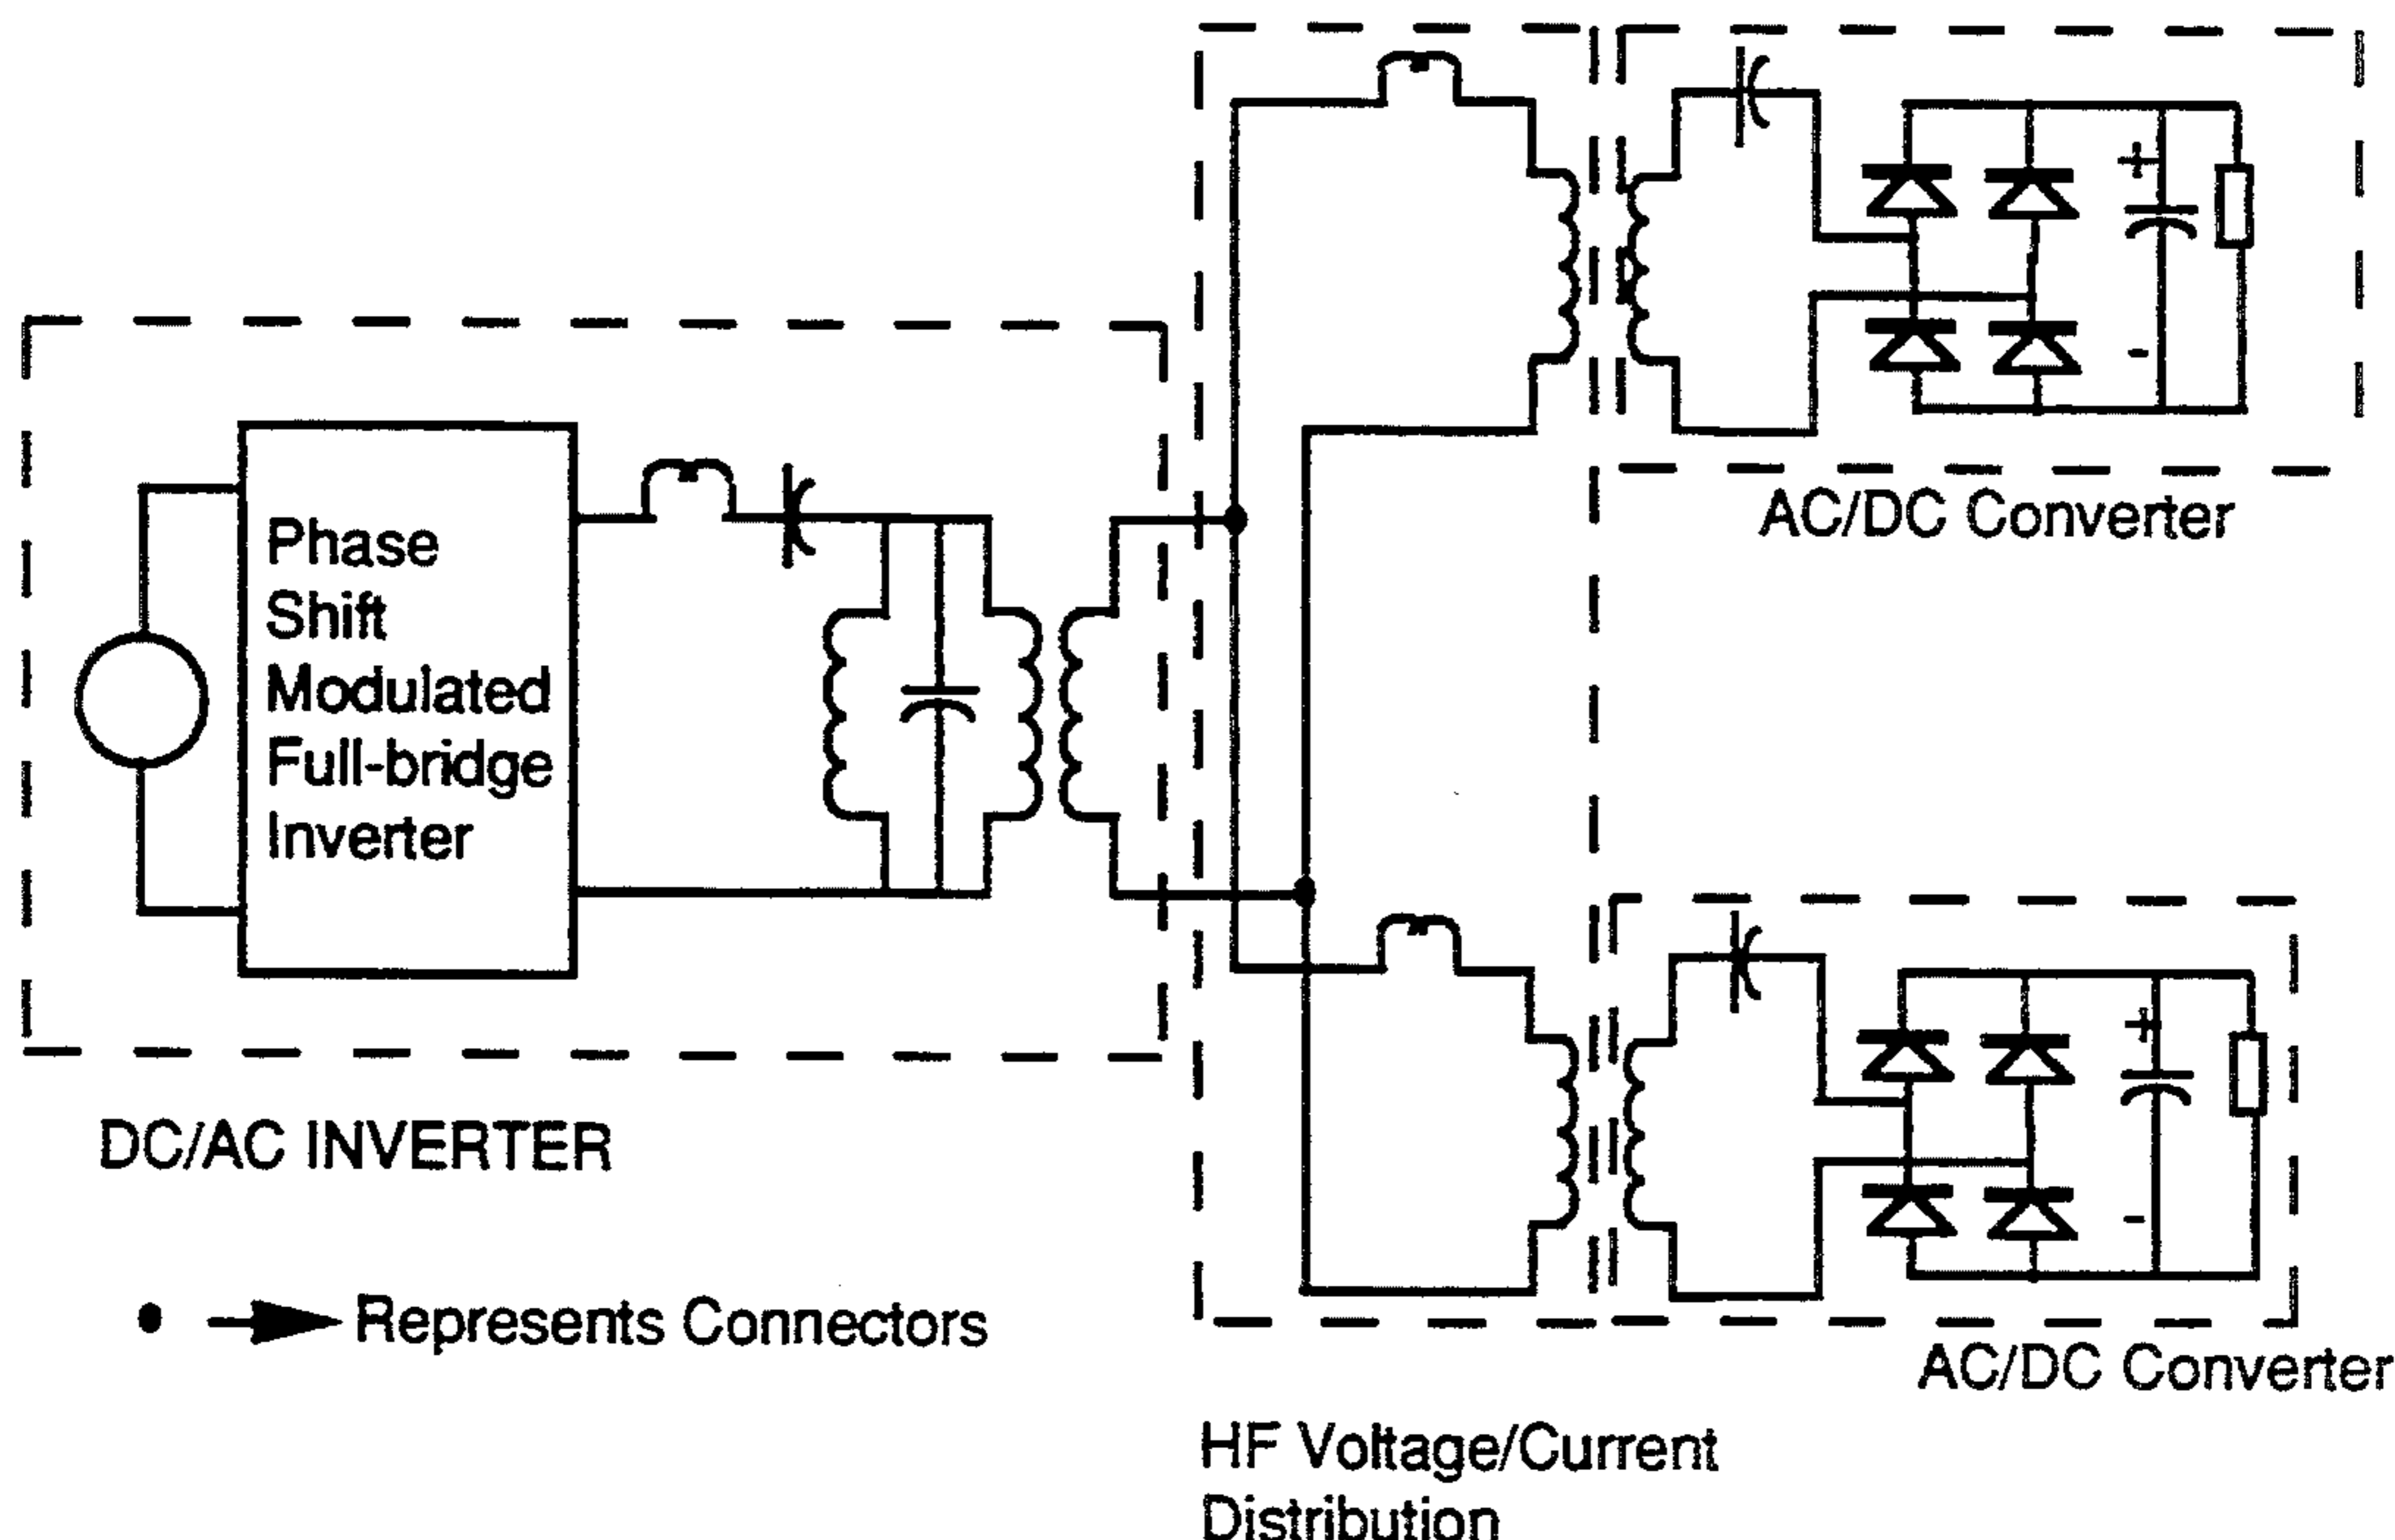 Phase
Shift
Modulated
Full-bridge
Inverter
+
-
AC/DC Converter
DC/AC INVERTER
Represents Connectors
+
-
AC/DC Converter
HF Voltage/Current
Distribution